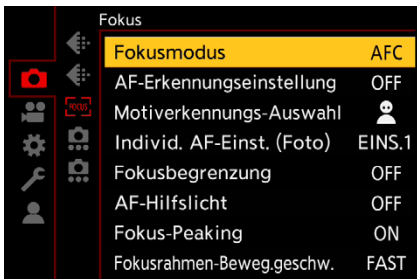 Fokus
Fokusmodus AFC
AF-Erkennungseinstellung OFF
FOCUS Motiverkennungs-Auswahl
Individ. AF-Einst. (Foto) EINS.1
Fokusbegrenzung OFF
AF-Hilfslicht OFF
Fokus-Peaking ON
Fokusrahmen-Beweg.geschw. FAST